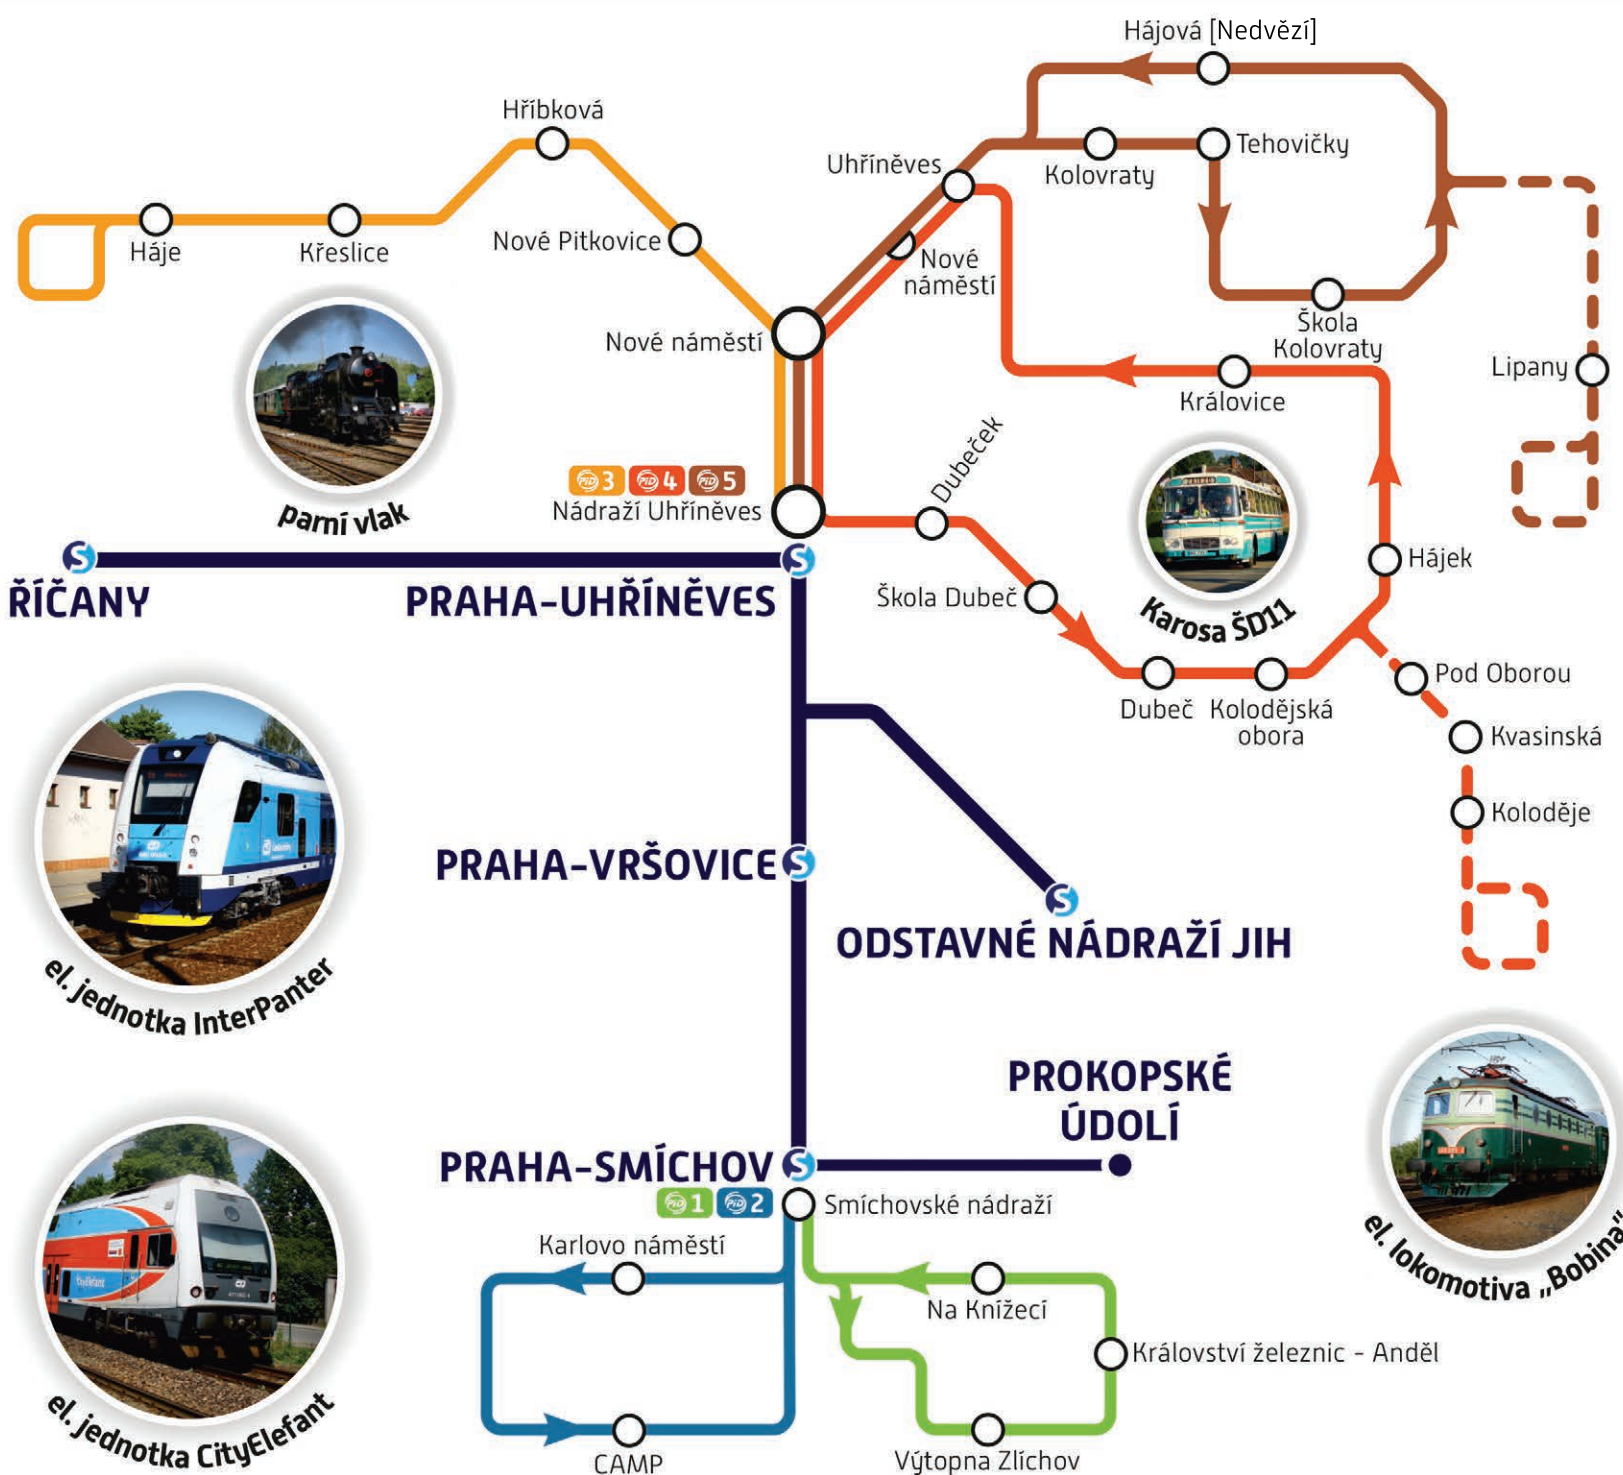 Hájová [Nedvězí]
Hříbková
Tehovičky
Uhříněves
Kolovraty
Háje
Křeslice
Nové Pitkovice
Nové
náměstí
Nové náměstí
Škola
Kolovraty
Lipany
Královice
parní vlak
PID 3 PID 4 PID 5
Nádraží Uhříněves
Dubeček
Karosa ŠD11
Hájek
S
ŘÍČANY
S
PRAHA-UHŘÍNĚVES
Škola Dubeč
Dubeč
Kolodějská
obora
Pod Oborou
Kvasinská
Koloděje
el. jednotka InterPanter
PRAHA-VRŠOVICE S
S
ODSTAVNÉ NÁDRAŽÍ JIH
PROKOPSKÉ
ÚDOLÍ
PRAHA-SMÍCHOV S
PID 1 PID 2
Smíchovské nádraží
Karlovo náměstí
Na Knížecí
Království železnic - Anděl
el. lokomotiva „Bobina“
CityElefant
el. jednotka CityElefant
CAMP
Výtopna Zlíchov